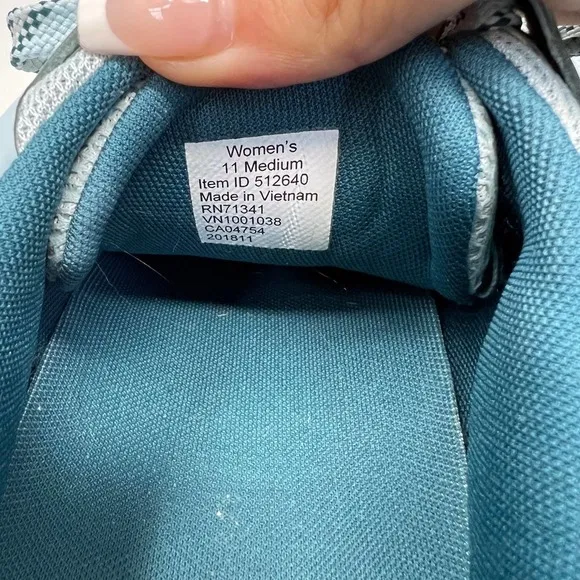 Women's
11 Medium
Item ID 512640
Made in Vietnam
RN71341
VN1001038
CA04754
201811